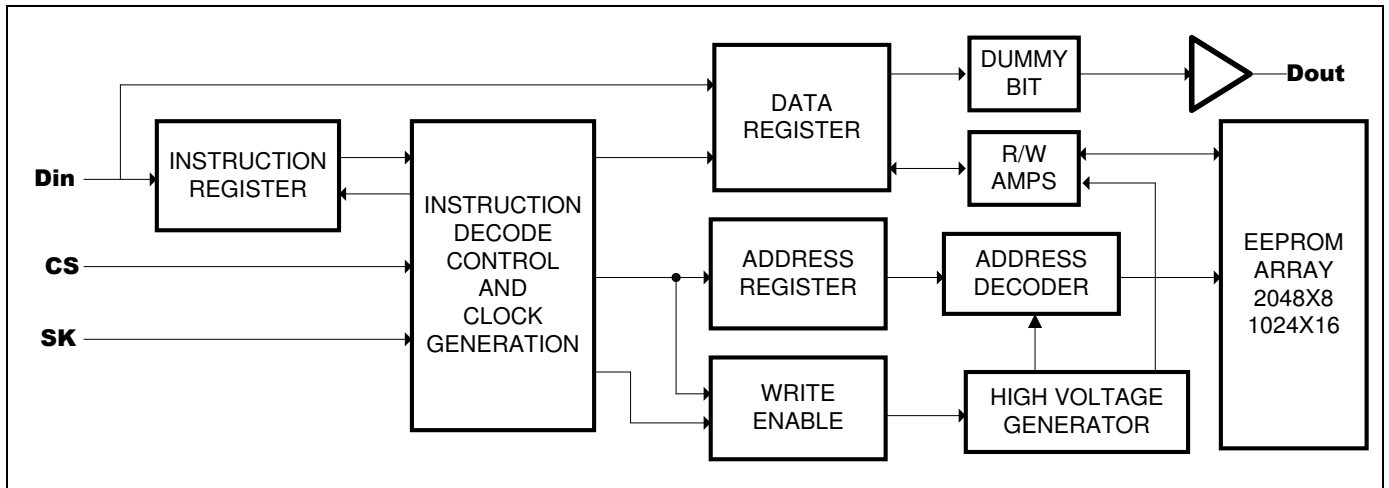 DUMMY
BIT
Dout
DATA
REGISTER
INSTRUCTION
REGISTER
R/W
AMPS
Din
INSTRUCTION
DECODE
CONTROL
AND
CLOCK
GENERATION
EEPROM
ARRAY
2048X8
1024X16
ADDRESS
REGISTER
ADDRESS
DECODER
CS
SK
WRITE
ENABLE
HIGH VOLTAGE
GENERATOR